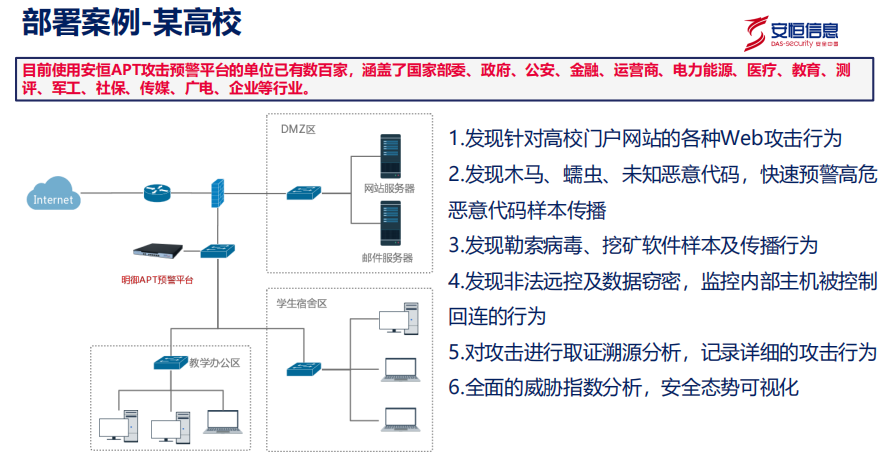 部署案例-某高校
安恒信息
DAS-security 安恒中国
目前使用安恒APT攻击预警平台的单位已有数百家，涵盖了国家部委、政府、公安、金融、运营商、电力能源、医疗、教育、测
评、军工、社保、传媒、广电、企业等行业。
DMZ区
网站服务器
邮件服务器
Internet
明御APT预警平台
学生宿舍区
教学办公区
1.发现针对高校门户网站的各种Web攻击行为
2.发现木马、蠕虫、未知恶意代码，快速预警高危
恶意代码样本传播
3.发现勒索病毒、挖矿软件样本及传播行为
4.发现非法远控及数据窃密，监控内部主机被控制
回连的行为
5.对攻击进行取证溯源分析，记录详细的攻击行为
6.全面的威胁指数分析，安全态势可视化